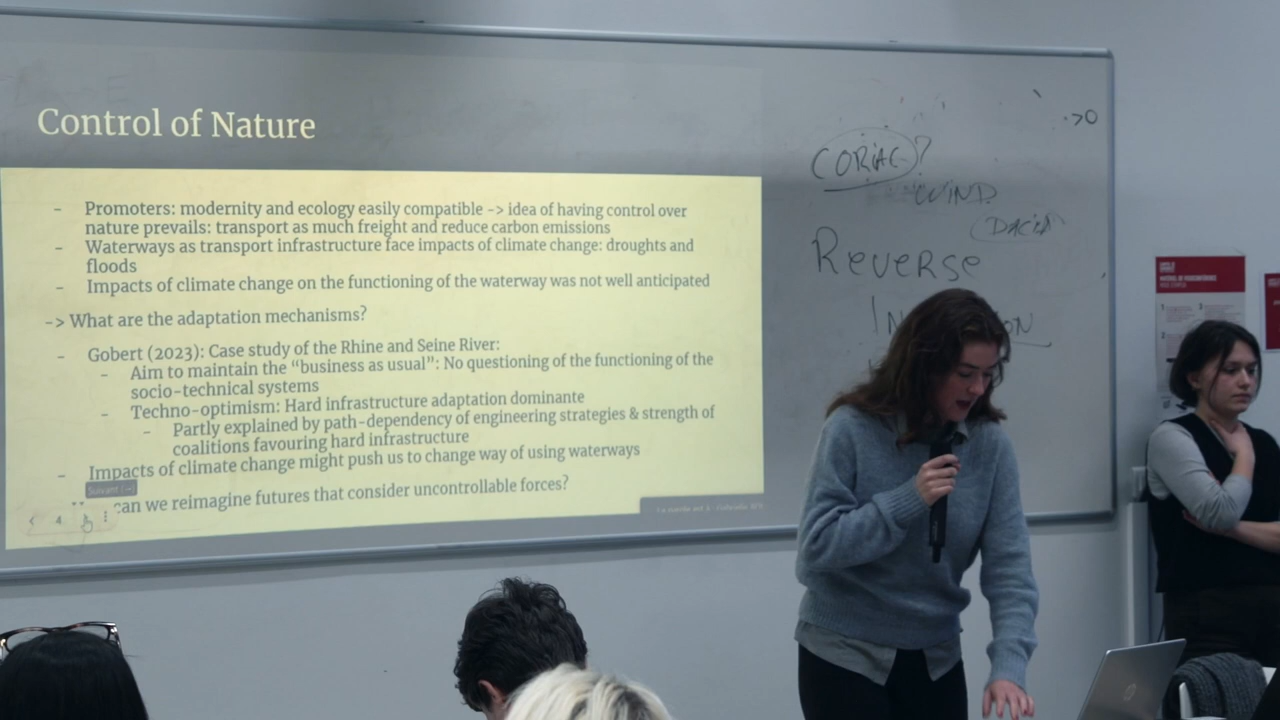 Control of Nature
- Promoters: modernity and ecology easily compatible -> idea of having control over
nature prevails: transport as much freight and reduce carbon emissions
- Waterways as transport infrastructure face impacts of climate change: droughts and
floods
- Impacts of climate change on the functioning of the waterway was not well anticipated
-> What are the adaptation mechanisms?
- Gobert (2023): Case study of the Rhine and Seine River:
- Aim to maintain the “business as usual”: No questioning of the functioning of the
socio-technical systems
- Techno-optimism: Hard infrastructure adaptation dominante
- Partly explained by path-dependency of engineering strategies & strength of
coalitions favouring hard infrastructure
- Impacts of climate change might push us to change way of using waterways
Suivant (→)
can we reimagine futures that consider uncontrollable forces?
4
->0
CORIAC?
WIND
DACIA
Reverse